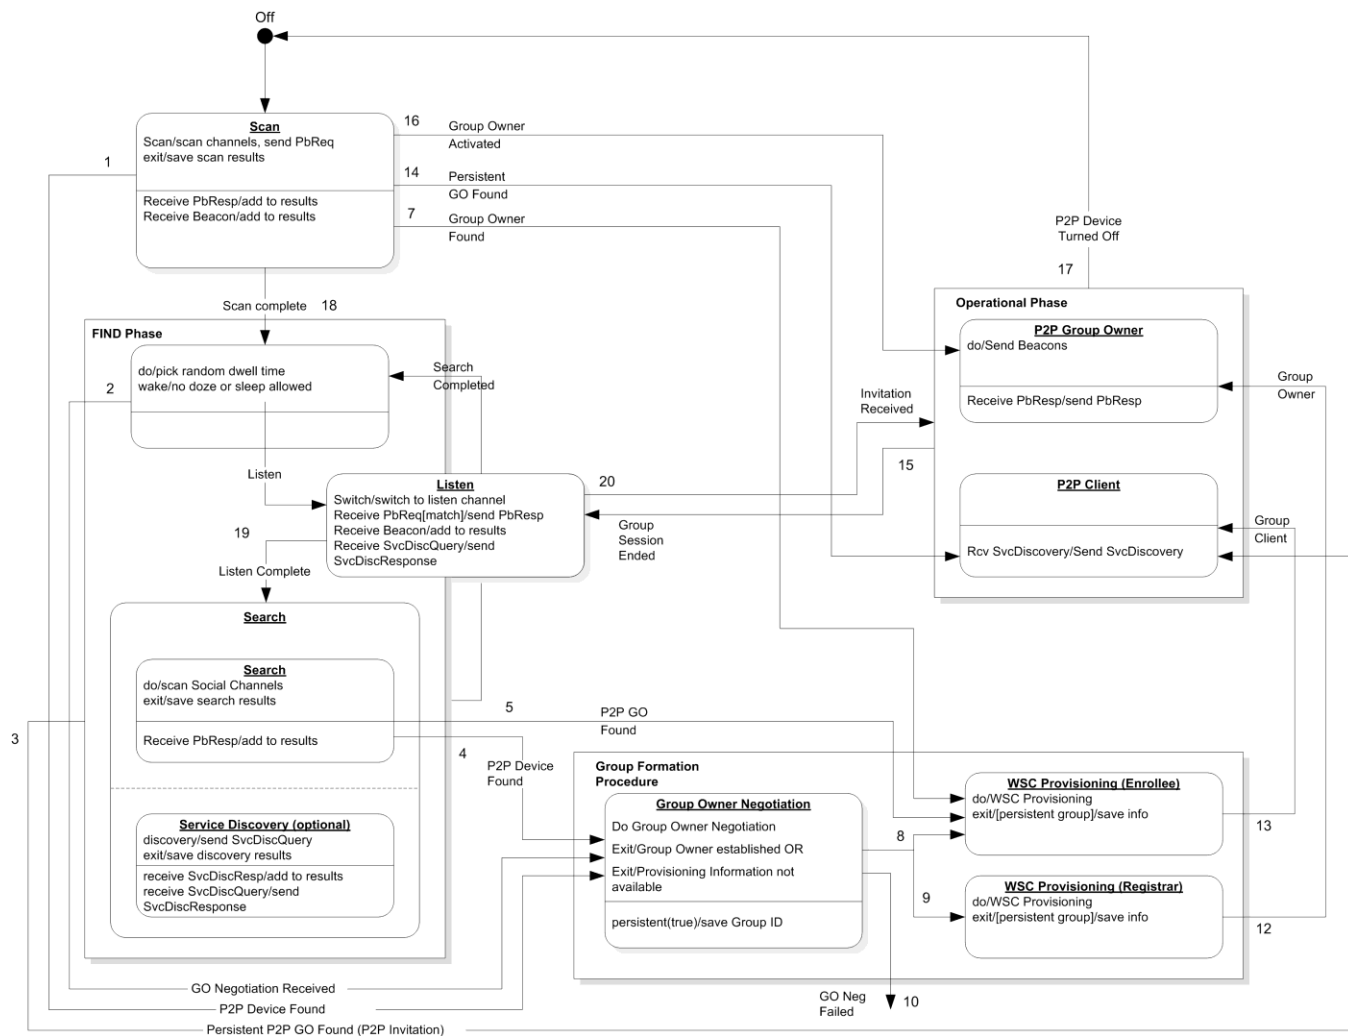 Off
Scan
Scan/scan channels, send PbReq
exit/save scan results
Receive PbResp/add to results
Receive Beacon/add to results
1
16
Group Owner
Activated
14
Persistent
GO Found
7
Group Owner
Found
P2P Device
Turned Off
17
Scan complete
18
FIND Phase
do/pick random dwell time
wake/no doze or sleep allowed
2
Search
Completed
Listen
Listen
Switch/switch to listen channel
Receive PbReq[match]/send PbResp
Receive Beacon/add to results
Receive SvcDiscQuery/send
SvcDiscResponse
19
Listen Complete
20
Invitation
Received
15
Group
Session
Ended
Operational Phase
P2P Group Owner
do/Send Beacons
Receive PbResp/send PbResp
Group
Owner
P2P Client
Rcv SvcDiscovery/Send SvcDiscovery
Group
Client
Search
Search
do/scan Social Channels
exit/save search results
Receive PbResp/add to results
3
5
P2P GO
Found
4
P2P Device
Found
Service Discovery (optional)
discovery/send SvcDiscQuery
exit/save discovery results
receive SvcDiscResp/add to results
receive SvcDiscQuery/send
SvcDiscResponse
Group Formation
Procedure
Group Owner Negotiation
Do Group Owner Negotiation
Exit/Group Owner established OR
Exit/Provisioning Information not
available
persistent(true)/save Group ID
8
9
WSC Provisioning (Enrollee)
do/WSC Provisioning
exit/[persistent group]/save info
13
WSC Provisioning (Registrar)
do/WSC Provisioning
exit/[persistent group]/save info
12
GO Neg
Failed
10
GO Negotiation Received
P2P Device Found
Persistent P2P GO Found (P2P Invitation)